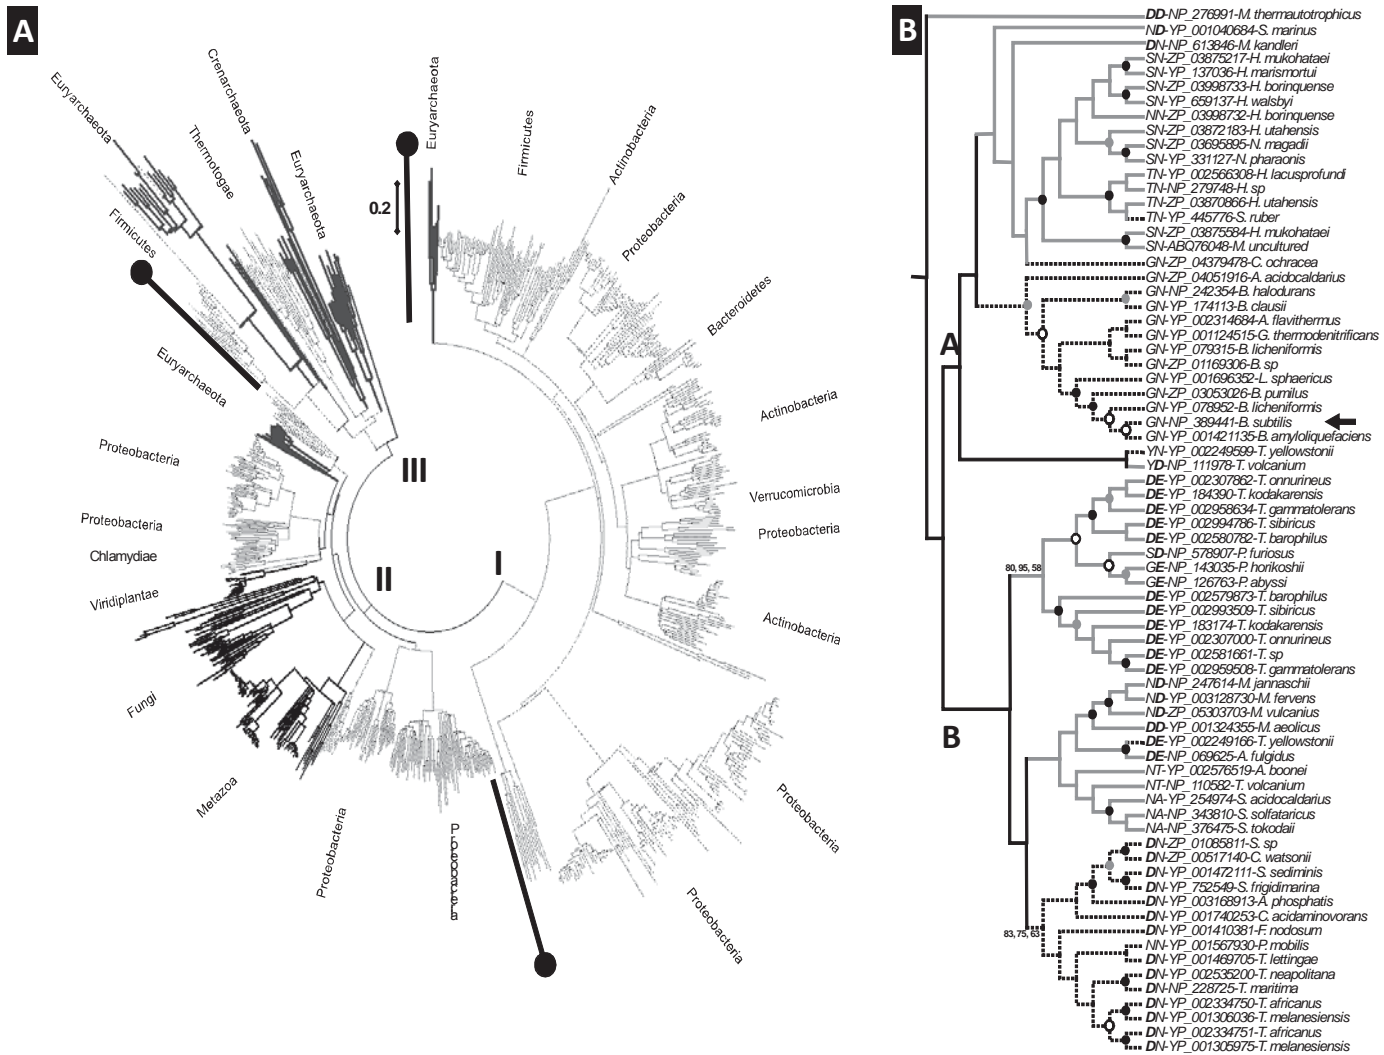 A
Euryarchaeota
Crenarchaeota
Thermotogae
Euryarchaeota
Firmicutes
Euryarchaeota
0.2
Euryarchaeota
Firmicutes
Actinobacteria
Proteobacteria
Bacteroidetes
Actinobacteria
Verrucomicrobia
Proteobacteria
Actinobacteria
Proteobacteria
Proteobacteria
Proteobacteria
Proteobacteria
Metazoa
Fungi
Viridiplantae
Chlamydiae
Proteobacteria
Proteobacteria
I
II
III
B
DD-NP_276991-M. thermautotrophicus
ND-YP_001040684-S. marinus
DN-NP_613846-M. kandleri
SN-ZP_03875217-H. mukohataei
SN-YP_137036-H. marismortui
SN-ZP_03998733-H. borinquense
SN-YP_659137-H. walsbyi
NN-ZP_03998732-H. borinquense
SN-ZP_03872183-H. utahensis
SN-ZP_03695895-N. magadii
SN-YP_331127-N. pharaonis
TN-YP_002566308-H. lacusprofundi
TN-NP_279748-H. sp
TN-ZP_03870866-H. utahensis
TN-YP_445776-S. ruber
SN-ZP_03875584-H. mukohataei
SN-ABQ76048-M. uncultured
GN-ZP_04379478-C. ochracea
GN-ZP_04051916-A. acidocaldarius
GN-NP_242354-B. halodurans
GN-YP_174113-B. clausii
GN-YP_002314684-A. flavithermus
GN-YP_001124515-G. thermodenitrificans
GN-YP_079315-B. licheniformis
GN-ZP_01169306-B. sp
GN-YP_001696352-L. sphaericus
GN-ZP_03053026-B. pumilus
GN-YP_078952-B. licheniformis
GN-NP_389441-B. subtilis
GN-YP_001421135-B. amyloliquefaciens
YN-YP_002249599-T. yellowstonii
YD-NP_111978-T. volcanium
DE-YP_002307862-T. onnurineus
DE-YP_184390-T. kodakarensis
DE-YP_002958634-T. gammatolerans
DE-YP_002994786-T. sibiricus
DE-YP_002580782-T. barophilus
SD-NP_578907-P. furiosus
GE-NP_143035-P. horikoshii
GE-NP_126763-P. abyssi
DE-YP_002579873-T. barophilus
DE-YP_002993509-T. sibiricus
DE-YP_183174-T. kodakarensis
DE-YP_002307000-T. onnurineus
DE-YP_002581661-T. sp
DE-YP_002959508-T. gammatolerans
ND-NP_247614-M. jannaschii
ND-YP_003128730-M. fervens
ND-ZP_05303703-M. vulcanius
DD-YP_001324355-M. aeolicus
DE-YP_002249166-T. yellowstonii
DE-NP_069625-A. fulgidus
NT-YP_002576519-A. boonei
NT-NP_110582-T. volcanium
NA-YP_254974-S. acidocaldarius
NA-NP_343810-S. solfataricus
NA-NP_376475-S. tokodaii
DN-ZP_01085811-S. sp
DN-ZP_00517140-C. watsonii
DN-YP_001472111-S. sediminis
DN-YP_752549-S. frigidimarina
DN-YP_003168913-A. phosphatis
DN-YP_001740253-C. acidaminovorans
DN-YP_001410381-F. nodosum
NN-YP_001567930-P. mobilis
DN-YP_001469705-T. lettingae
DN-YP_002535200-T. neapolitana
DN-NP_228725-T. maritima
DN-YP_002334750-T. africanus
DN-YP_001306036-T. melanesiensis
DN-YP_002334751-T. africanus
DN-YP_001305975-T. melanesiensis
A
B
80, 95, 58
83, 75, 63